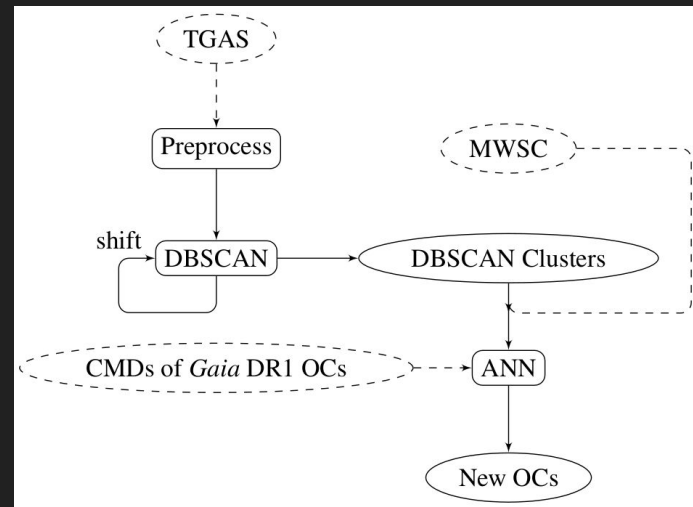 TGAS
Preprocess
MWSC
shift
DBSCAN
DBSCAN Clusters
CMDs of Gaia DR1 OCs
ANN
New OCs